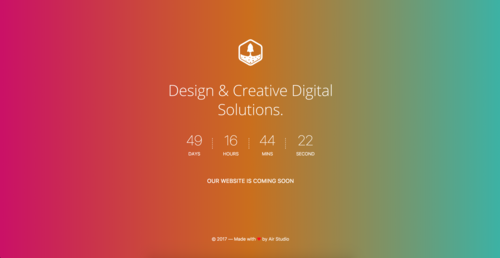 Design & Creative Digital
Solutions.
49 16 44 22
DAYS HOURS MINS SECOND
OUR WEBSITE IS COMING SOON
© 2017 — Made with ❤ by Air Studio